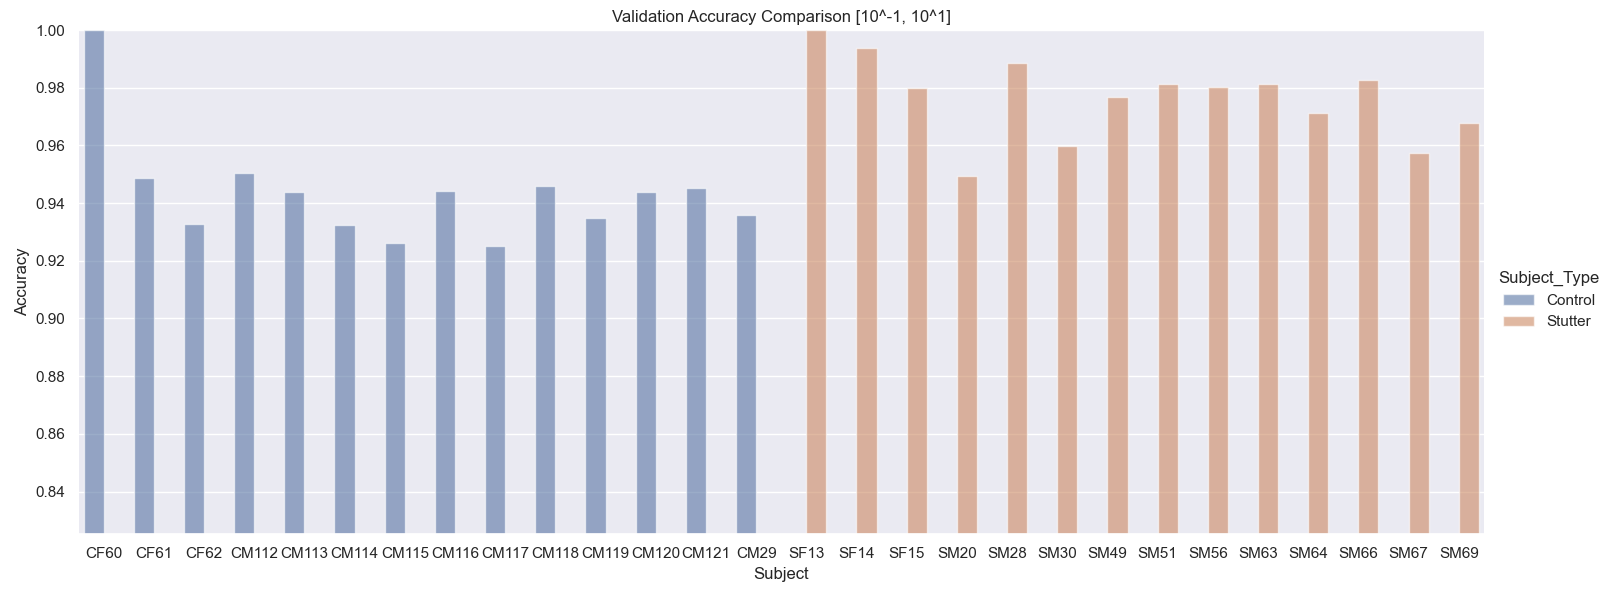 Validation Accuracy Comparison [10^-1, 10^1]
1.00
0.98
0.96
0.94
0.92
0.90
0.88
0.86
0.84
Accuracy
CF60 CF61 CF62 CM112 CM113 CM114 CM115 CM116 CM117 CM118 CM119 CM120 CM121 CM29 SF13 SF14 SF15 SM20 SM28 SM30 SM49 SM51 SM56 SM63 SM64 SM66 SM67 SM69
Subject
Subject_Type
Control
Stutter